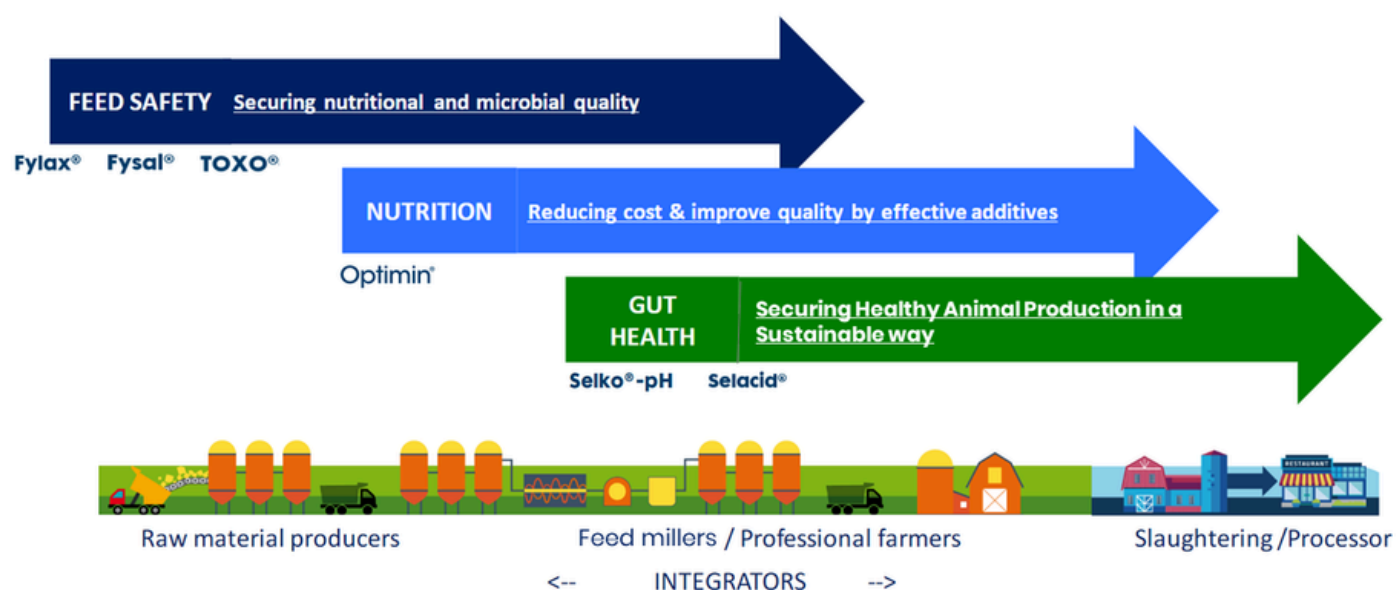 FEED SAFETY Securing nutritional and microbial quality
Fylax® Fysal® TOXO®
NUTRITION Reducing cost & improve quality by effective additives
Optimin®
GUT
HEALTH
Securing Healthy Animal Production in a
Sustainable way
Selko®-pH Selacid®
RESTAURANT
Raw material producers Feed millers / Professional farmers Slaughtering /Processor
<-- INTEGRATORS -->